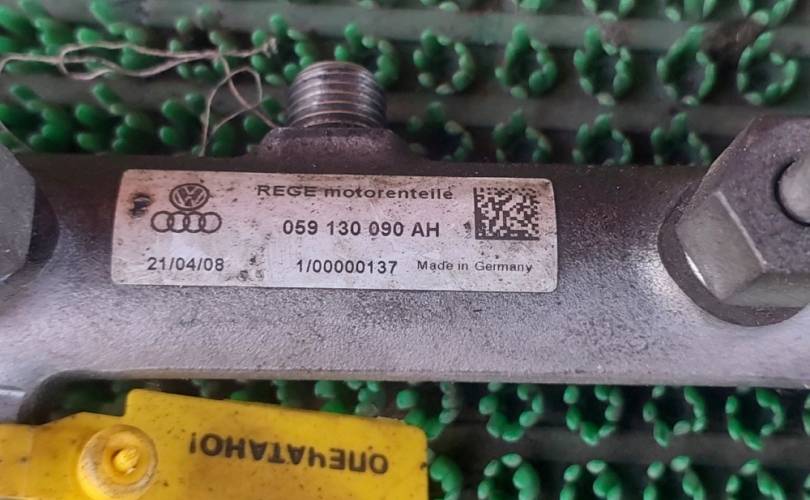 REGE motorenteile
059 130 090 AH
21/04/08 1/00000137 Made in Germany
ОПЕЧАТАНО!